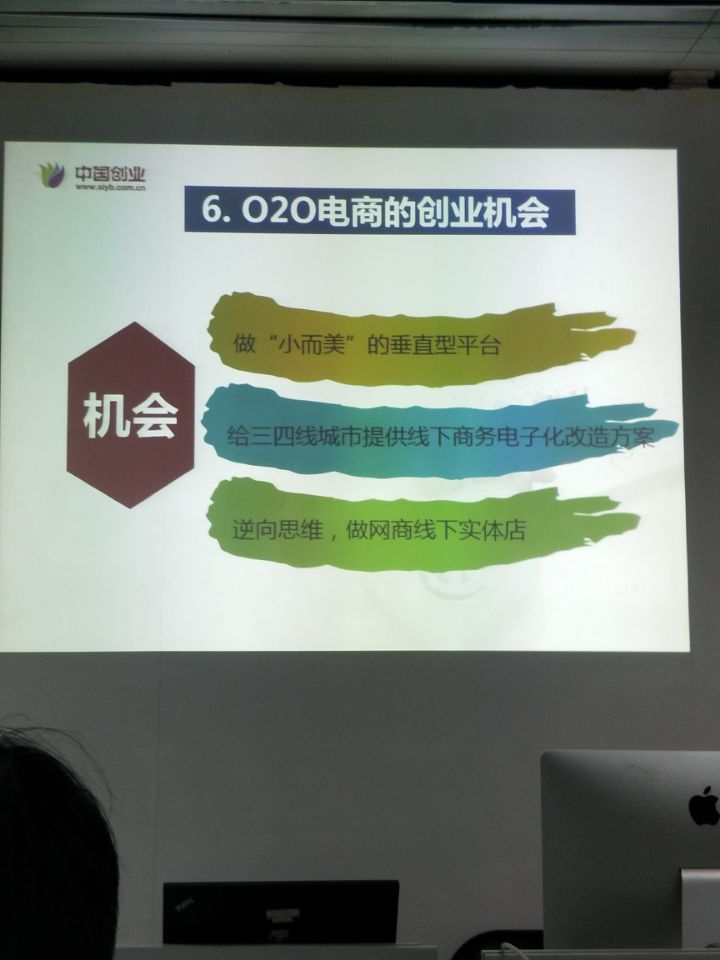 中国创业
www.siyb.com.cn
6. O2O电商的创业机会
机会
做“小而美”的垂直型平台
给三四线城市提供线下商务电子化改造方案
逆向思维，做网商线下实体店